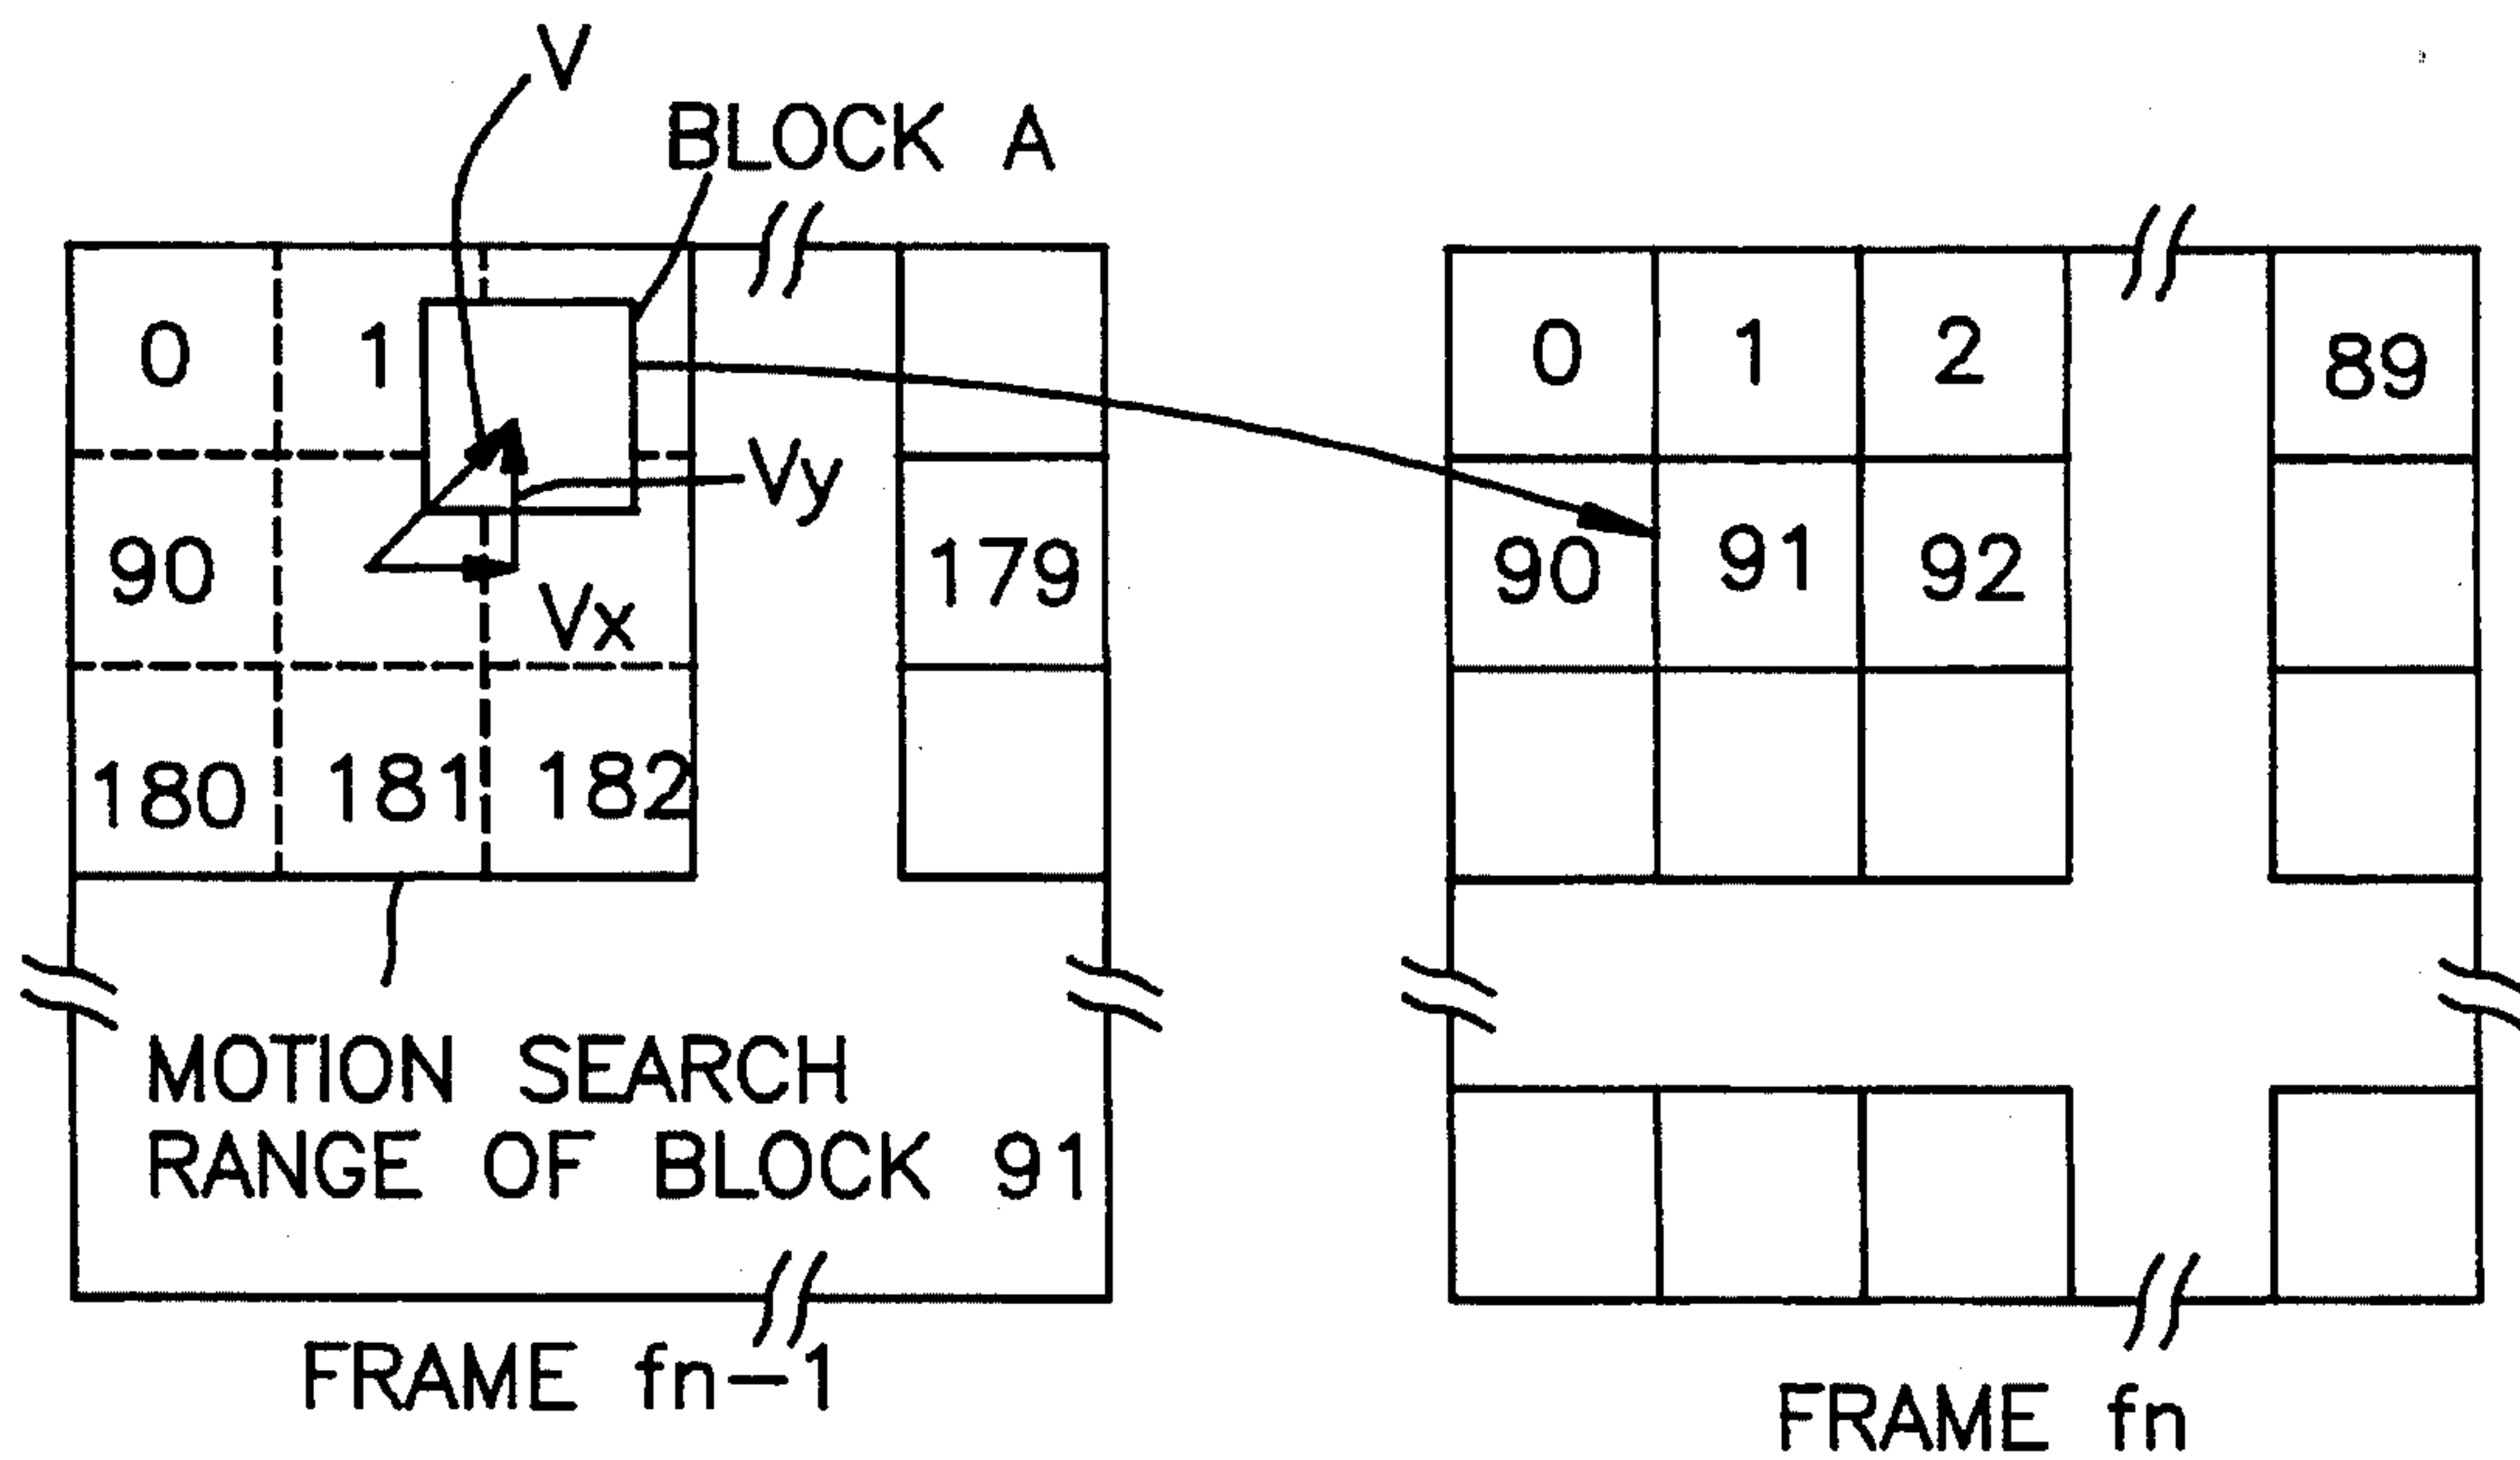 V
BLOCK A
0 1
Vy
90 179
Vx
180 181 182
MOTION SEARCH
RANGE OF BLOCK 91
FRAME fn-1
0 1 2 89
90 91 92
FRAME fn